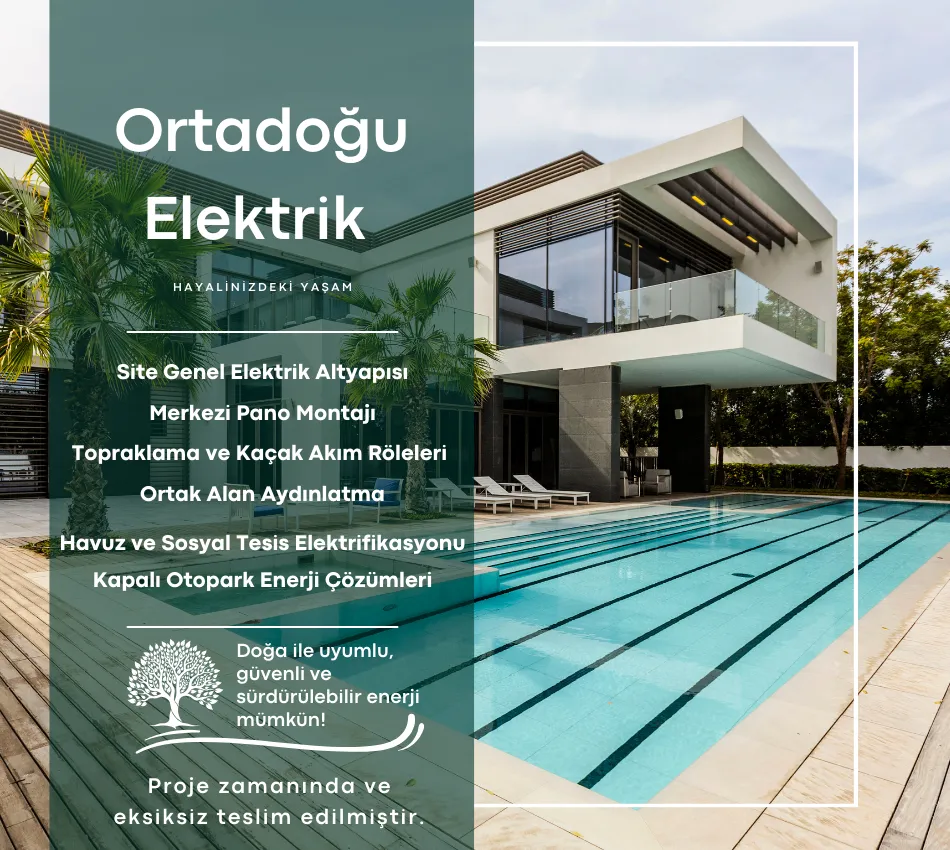 Ortadoğu
Elektrik
HAYALİNİZDEKİ YAŞAM
Site Genel Elektrik Altyapısı
Merkezi Pano Montajı
Topraklama ve Kaçak Akım Röleleri
Ortak Alan Aydınlatma
Havuz ve Sosyal Tesis Elektrifikasyonu
Kapalı Otopark Enerji Çözümleri
Doğa ile uyumlu,
güvenli ve
sürdürülebilir enerji
mümkün!
Proje zamanında ve
eksiksiz teslim edilmiştir.